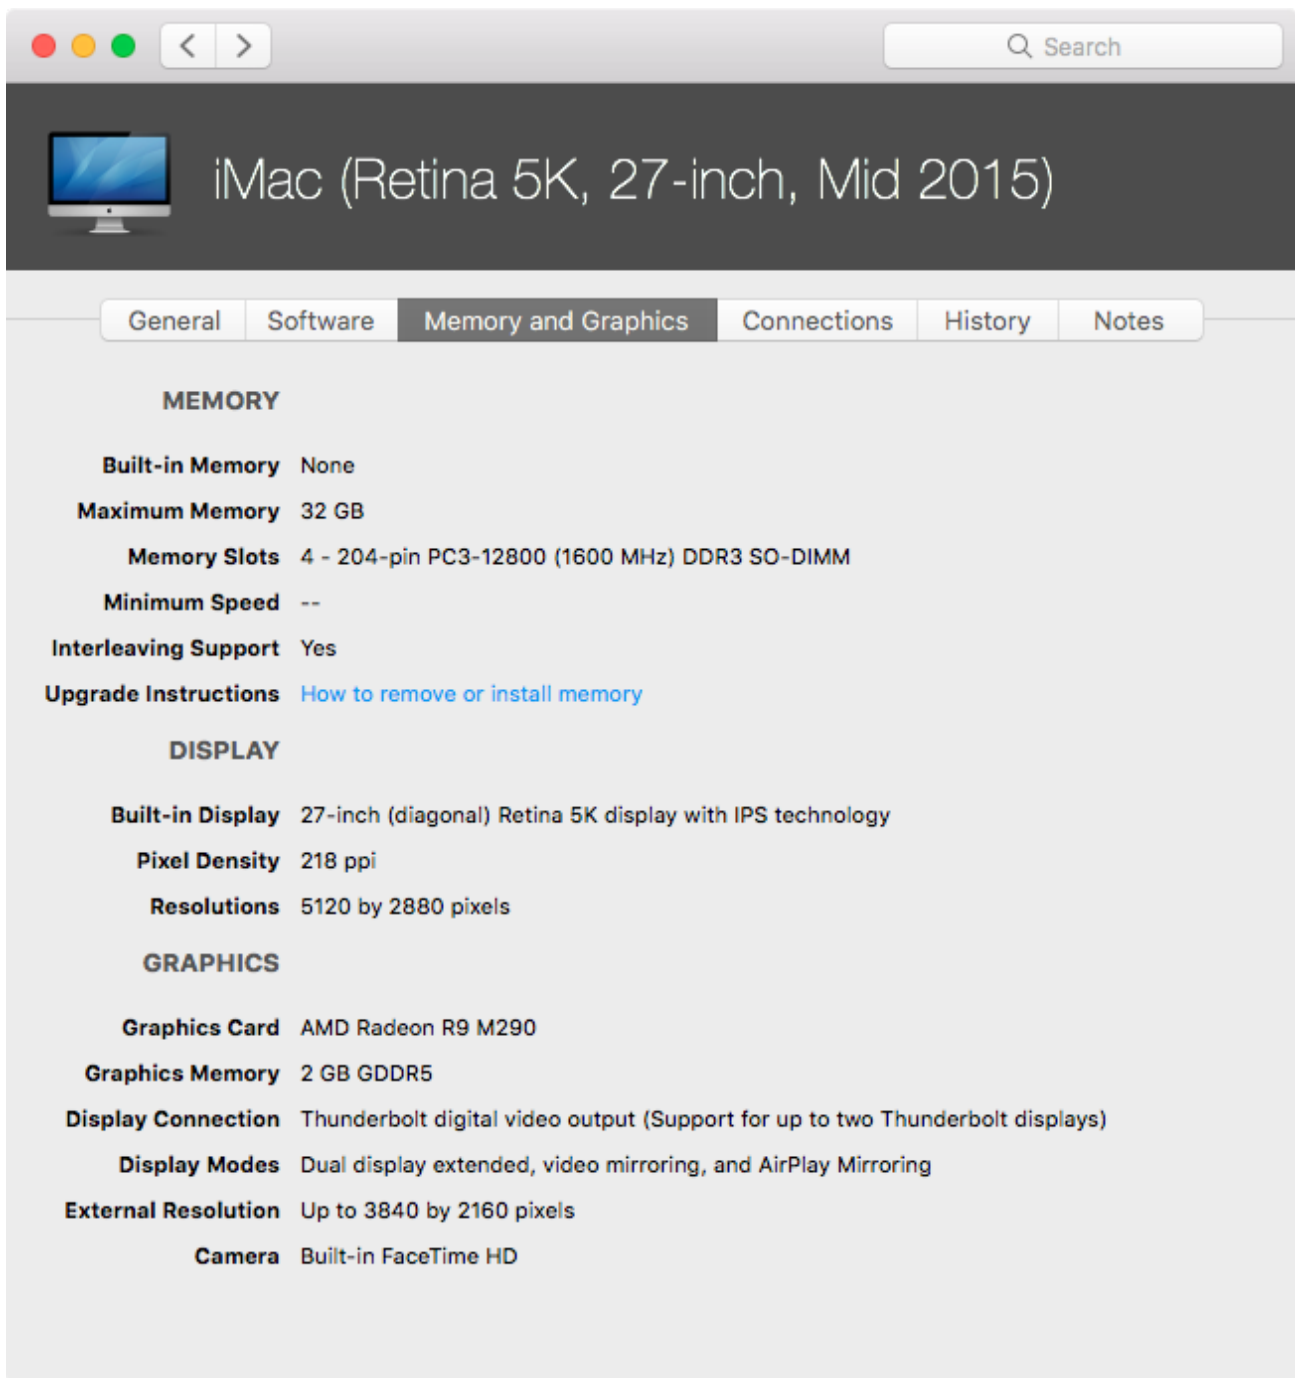 Search
iMac (Retina 5K, 27-inch, Mid 2015)
General Software Memory and Graphics Connections History Notes
MEMORY
Built-in Memory None
Maximum Memory 32 GB
Memory Slots 4 - 204-pin PC3-12800 (1600 MHz) DDR3 SO-DIMM
Minimum Speed --
Interleaving Support Yes
Upgrade Instructions How to remove or install memory
DISPLAY
Built-in Display 27-inch (diagonal) Retina 5K display with IPS technology
Pixel Density 218 ppi
Resolutions 5120 by 2880 pixels
GRAPHICS
Graphics Card AMD Radeon R9 M290
Graphics Memory 2 GB GDDR5
Display Connection Thunderbolt digital video output (Support for up to two Thunderbolt displays)
Display Modes Dual display extended, video mirroring, and AirPlay Mirroring
External Resolution Up to 3840 by 2160 pixels
Camera Built-in FaceTime HD